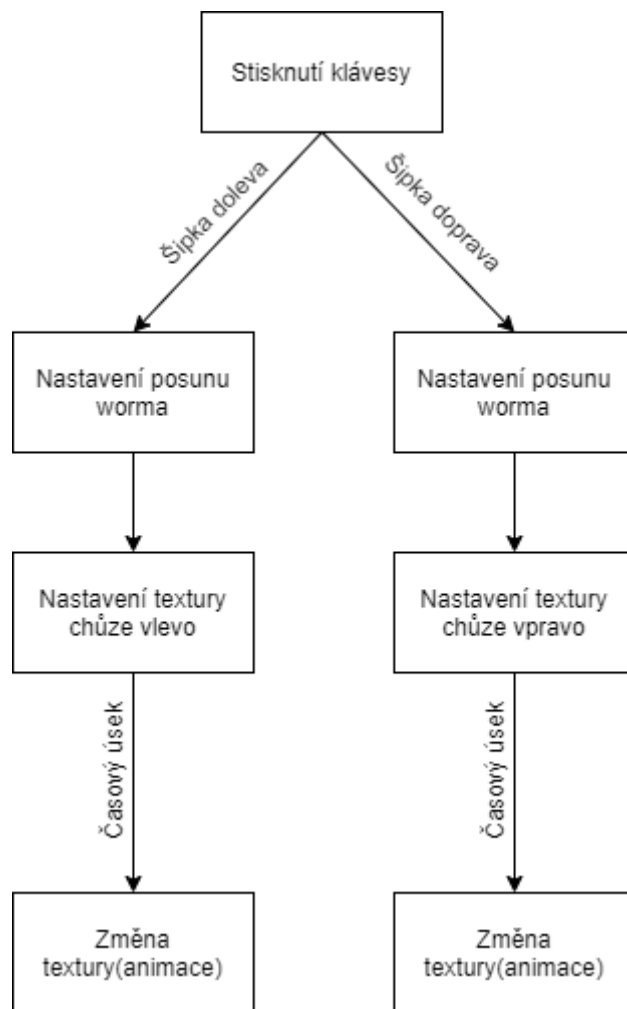 Stisknutí klávesy
Šipka doleva
Šipka doprava
Nastavení posunu
worma
Nastavení posunu
worma
Nastavení textury
chůze vlevo
Nastavení textury
chůze vpravo
Časový úsek
Časový úsek
Změna
textury(animace)
Změna
textury(animace)